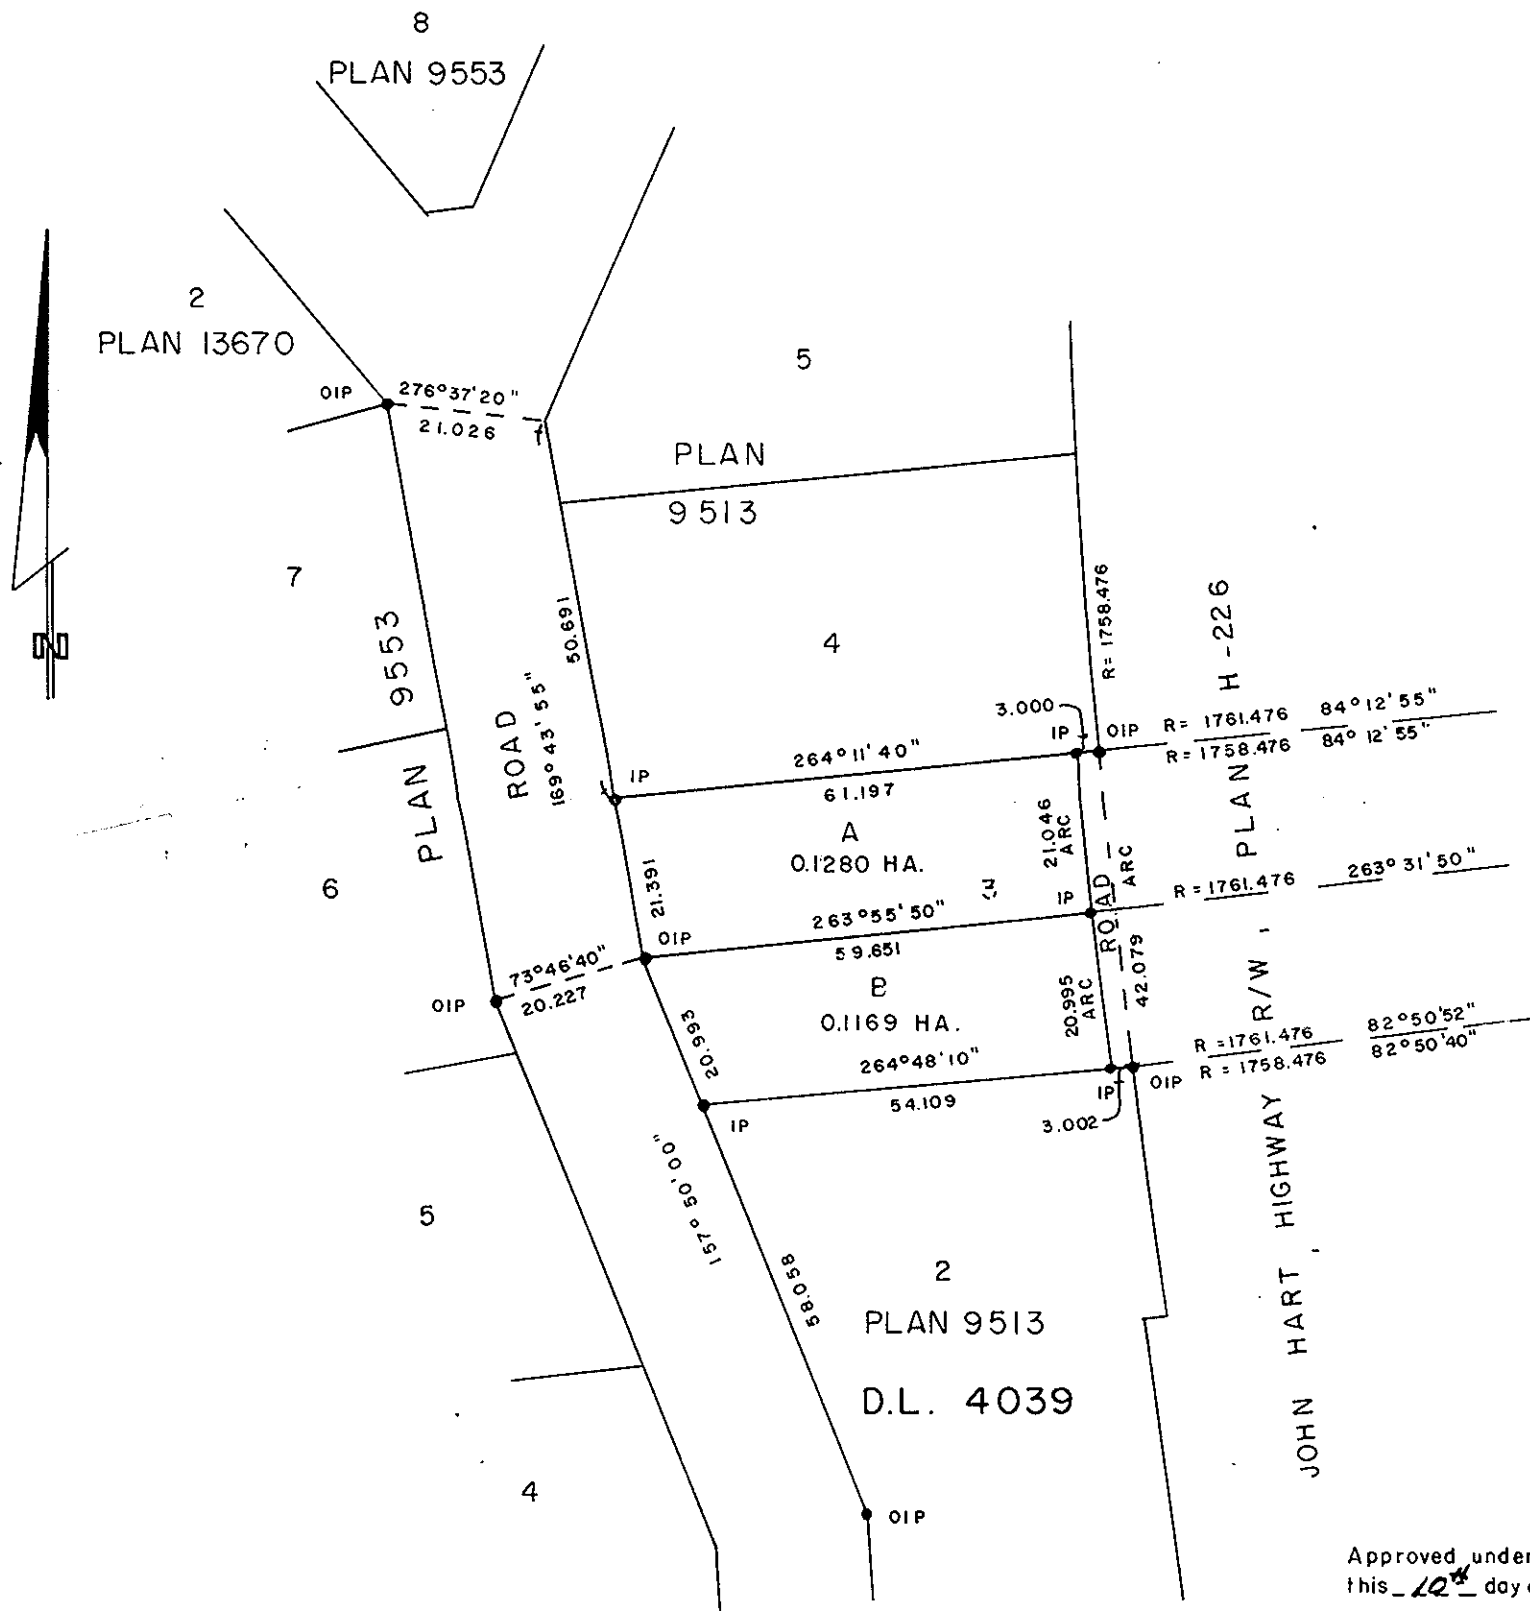 8
PLAN 9553
2
PLAN 13670
5
OIP
276°37'20"
21.026
PLAN
9513
N
7
9553
PLAN
50.691
ROAD
169°43'55"
4
R=1758.476
H-226
3.000
IP
OIP
R= 1761.476 84°12'55"
R=1758.476 84°12'55"
264°11'40"
61.197
IP
A
0.1280 HA.
21.046
ARC
ROAD
ARC
42.079
PLAN
6
21.391
3
IP
R=1761.476 263°31'50"
263°55'50"
59.651
OIP
73°46'40"
20.227
OIP
B
0.1169 HA.
20.995
ARC
R/W.
20.993
264°48'10"
54.109
R=1761.476 82°50'52"
R=1758.476 82°50'40"
IP
OIP
3.002
IP
157°50'00"
5
58.058
2
PLAN 9513
D.L. 4039
JOHN HART HIGHWAY
4
OIP
Approved under
this 10th day